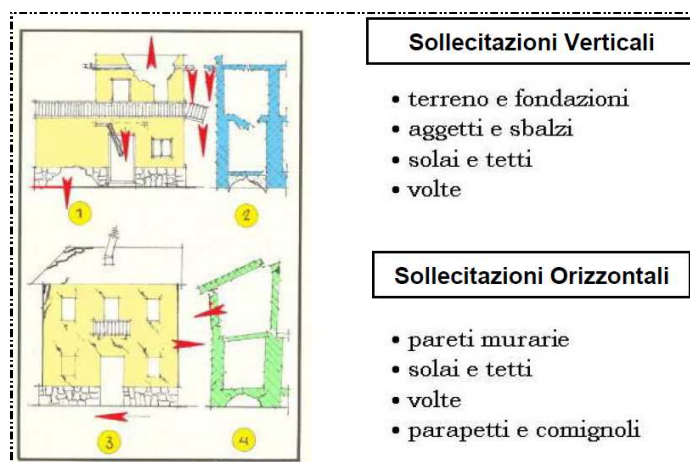 Sollecitazioni Verticali
• terreno e fondazioni
• aggetti e sbalzi
• solai e tetti
• volte
Sollecitazioni Orizzontali
• pareti murarie
• solai e tetti
• volte
• parapetti e comignoli
1
2
3
4